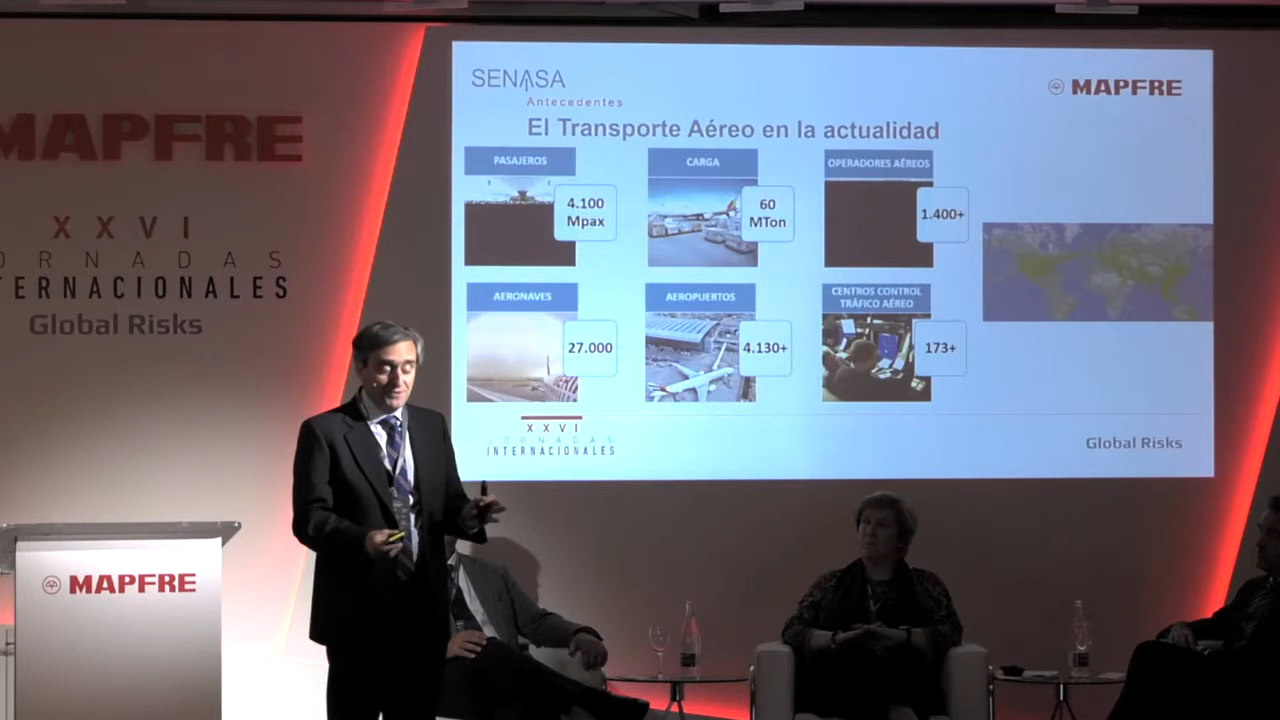 MAPFRE
XXVI
JORNADAS
INTERNACIONALES
Global Risks
SENASA
MAPFRE
Antecedentes
El Transporte Aéreo en la actualidad
PASAJEROS
4.100
Mpax
CARGA
60
MTon
OPERADORES AÉREOS
1.400+
AERONAVES
27.000
AEROPUERTOS
4.130+
CENTROS CONTROL
TRÁFICO AÉREO
173+
XXVI
JORNADAS
INTERNACIONALES
Global Risks
MAPFRE